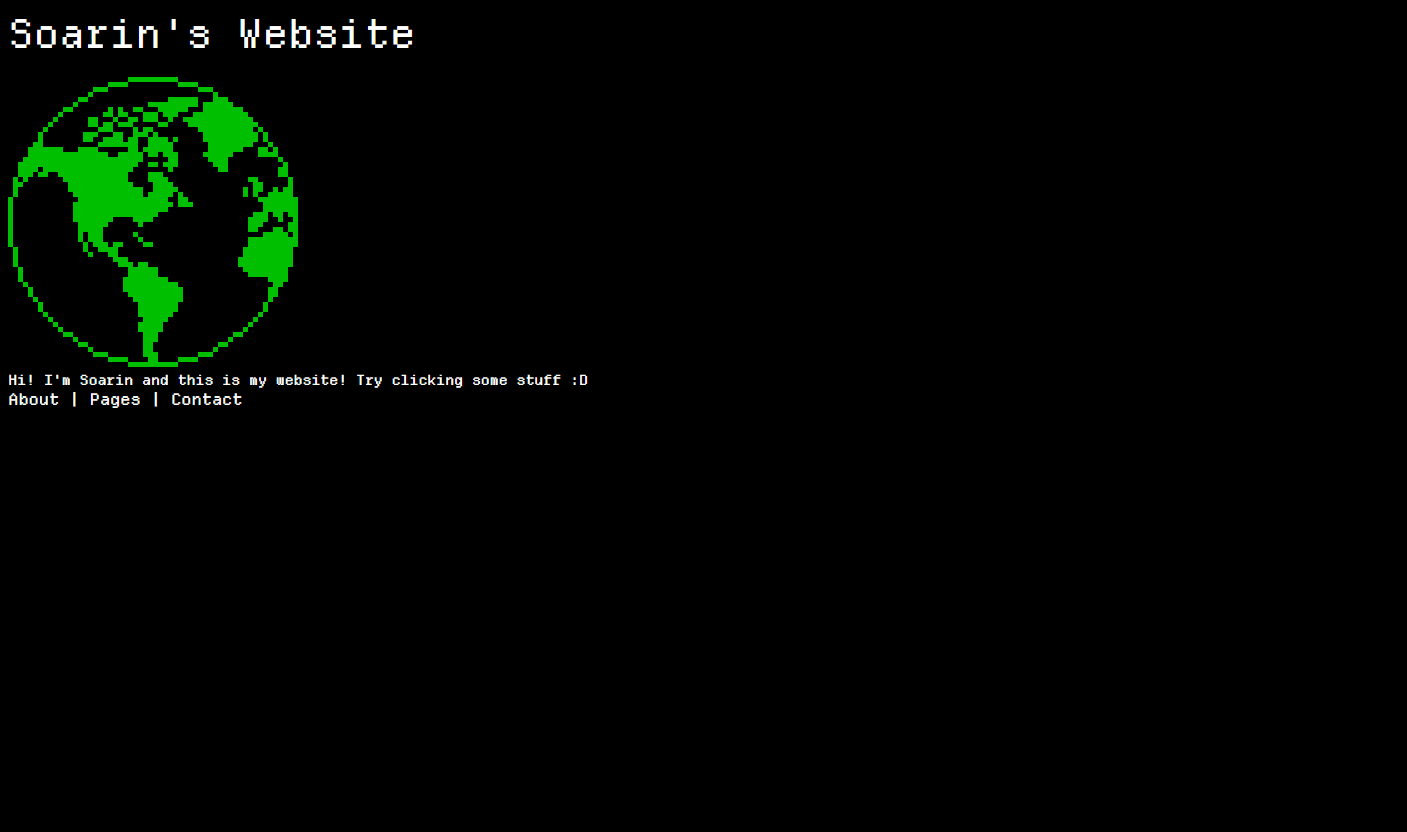 Soarin's Website
Hi! I'm Soarin and this is my website! Try clicking some stuff :D
About | Pages | Contact